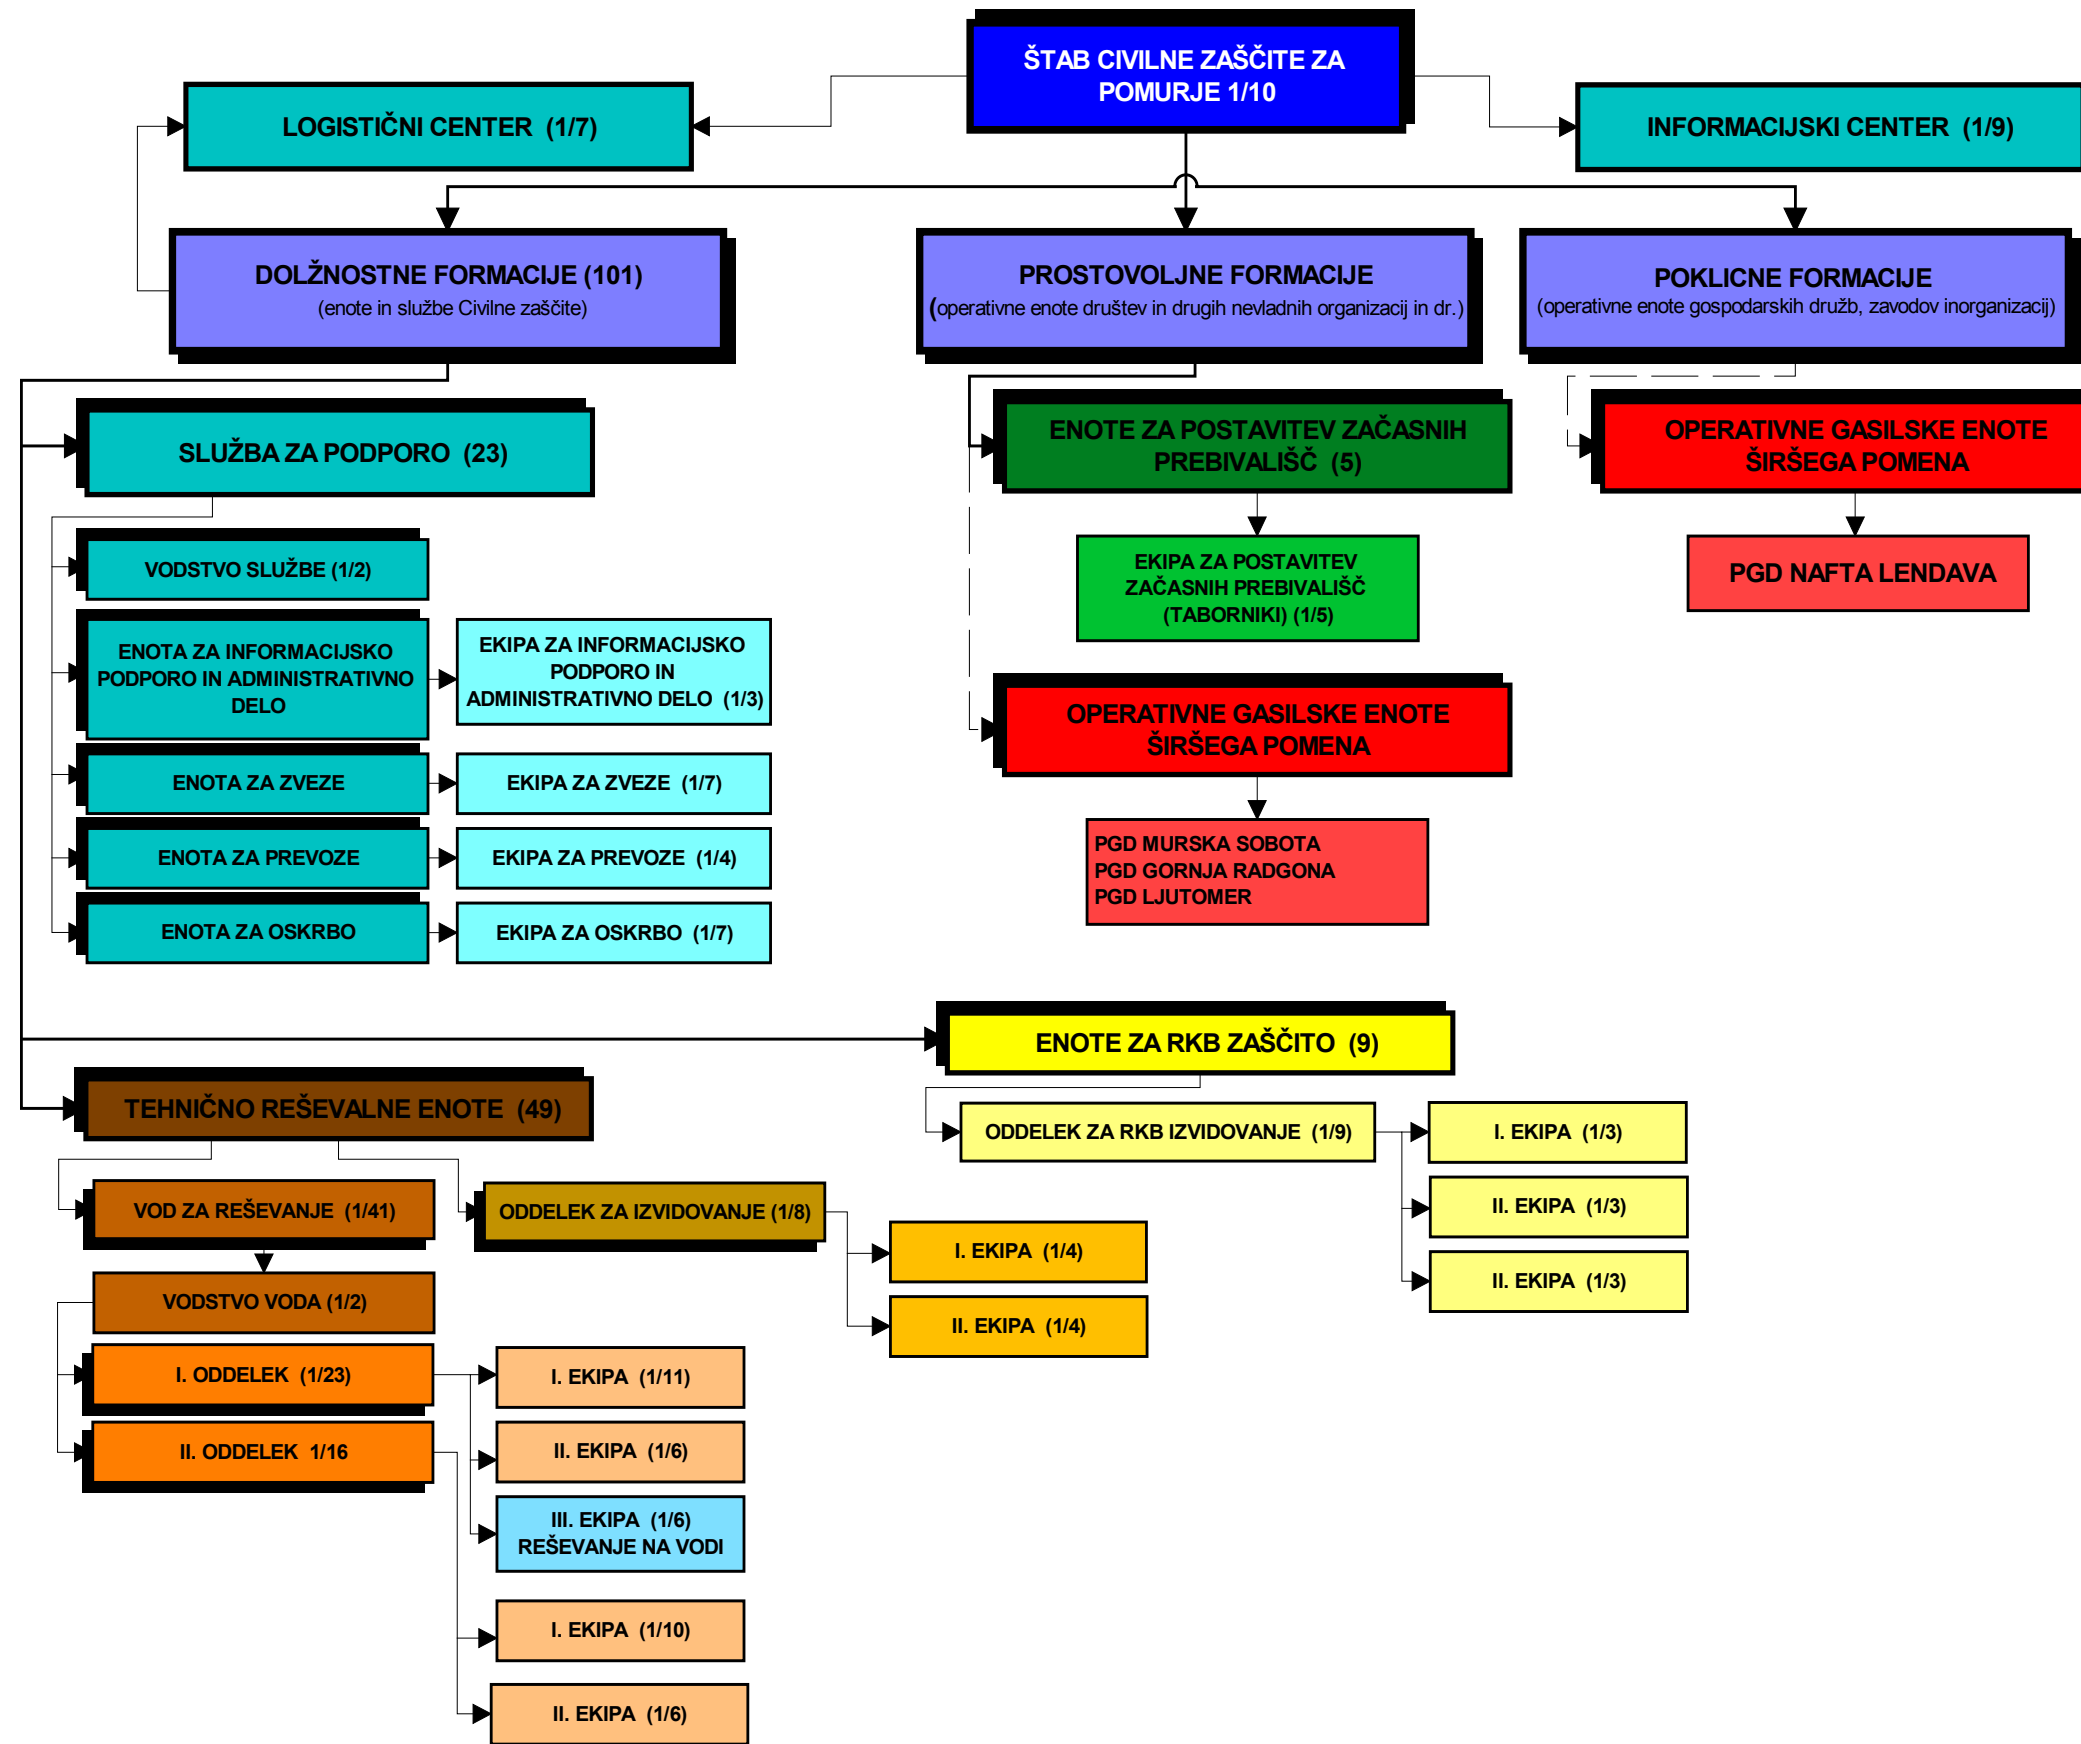 ŠTAB CIVILNE ZAŠČITE ZA
POMURJE 1/10
LOGISTIČNI CENTER (1/7)
INFORMACIJSKI CENTER (1/9)
DOLŽNOSTNE FORMACIJE (101)
(enote in službe Civilne zaščite)
PROSTOVOLJNE FORMACIJE
(operativne enote društev in drugih nevladnih organizacij in dr.)
POKLICNE FORMACIJE
(operativne enote gospodarskih družb, zavodov inorganizacij)
SLUŽBA ZA PODPORO (23)
ENOTE ZA POSTAVITEV ZAČASNIH
PREBIVALIŠČ (5)
OPERATIVNE GASILSKE ENOTE
ŠIRŠEGA POMENA
VODSTVO SLUŽBE (1/2)
EKIPA ZA POSTAVITEV
ZAČASNIH PREBIVALIŠČ
(TABORNIKI) (1/5)
PGD NAFTA LENDAVA
ENOTA ZA INFORMACIJSKO
PODPORO IN ADMINISTRATIVNO
DELO
EKIPA ZA INFORMACIJSKO
PODPORO IN
ADMINISTRATIVNO DELO (1/3)
OPERATIVNE GASILSKE ENOTE
ŠIRŠEGA POMENA
ENOTA ZA ZVEZE
EKIPA ZA ZVEZE (1/7)
ENOTA ZA PREVOZE
EKIPA ZA PREVOZE (1/4)
PGD MURSKA SOBOTA
PGD GORNJA RADGONA
PGD LJUTOMER
ENOTA ZA OSKRBO
EKIPA ZA OSKRBO (1/7)
ENOTE ZA RKB ZAŠČITO (9)
TEHNIČNO REŠEVALNE ENOTE (49)
ODDELEK ZA RKB IZVIDOVANJE (1/9)
I. EKIPA (1/3)
II. EKIPA (1/3)
II. EKIPA (1/3)
VOD ZA REŠEVANJE (1/41)
ODDELEK ZA IZVIDOVANJE (1/8)
I. EKIPA (1/4)
II. EKIPA (1/4)
VODSTVO VODA (1/2)
I. ODDELEK (1/23)
I. EKIPA (1/11)
II. ODDELEK 1/16
II. EKIPA (1/6)
III. EKIPA (1/6)
REŠEVANJE NA VODI
I. EKIPA (1/10)
II. EKIPA (1/6)